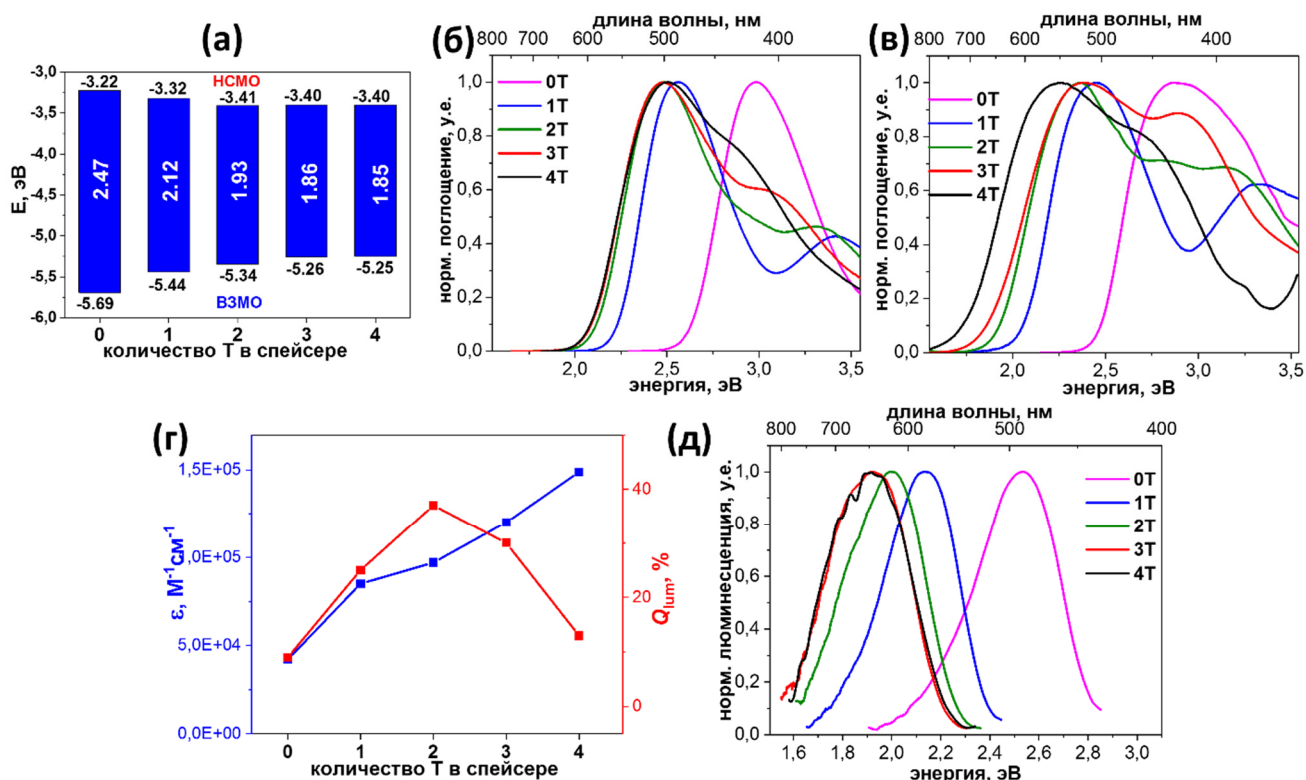 (а)
-3,0
-3,5
-4,0
-4,5
-5,0
-5,5
-6,0
E, эВ
-3.22
-3.32
НСМО
-3.41
-3.40
-3.40
2.47
2.12
1.93
1.86
1.85
-5.69
-5.44
-5.34
-5.26
-5.25
ВЗМО
0 1 2 3 4
количество Т в спейсере
(б)
длина волны, нм
800 700 600 500 400
норм. поглощение, у.е.
1,0
0,8
0,6
0,4
0,2
0,0
0T
1T
2T
3T
4T
2,0 2,5 3,0 3,5
энергия, эВ
(в)
длина волны, нм
800 700 600 500 400
норм. поглощение, у.е.
1,0
0,8
0,6
0,4
0,2
0,0
0T
1T
2T
3T
4T
2,0 2,5 3,0 3,5
энергия, эВ
(г)
ε, М⁻¹см⁻¹
1,5E+05
1,0E+05
5,0E+04
0,0E+00
40
20
0
Qlum, %
0 1 2 3 4
количество Т в спейсере
(д)
длина волны, нм
800 700 600 500 400
норм. люминесценция, у.е.
1,0
0,8
0,6
0,4
0,2
0,0
0T
1T
2T
3T
4T
1,6 1,8 2,0 2,2 2,4 2,6 2,8 3,0
энергия, эВ